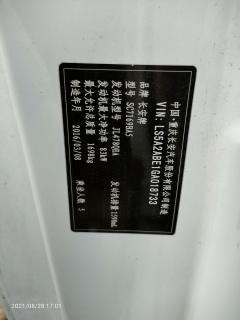 中国·重庆长安汽车股份有限公司制造
VIN: LS5A2ABE1GA018733
品牌 长安牌
型号 SC7169BA5
发动机型号 JL478QEA 发动机排量 1598mL
发动机最大净功率 83kW
最大允许总质量 1698kg
制造年月 2016/03/08 乘坐人数 5
2021/08/28 17:01